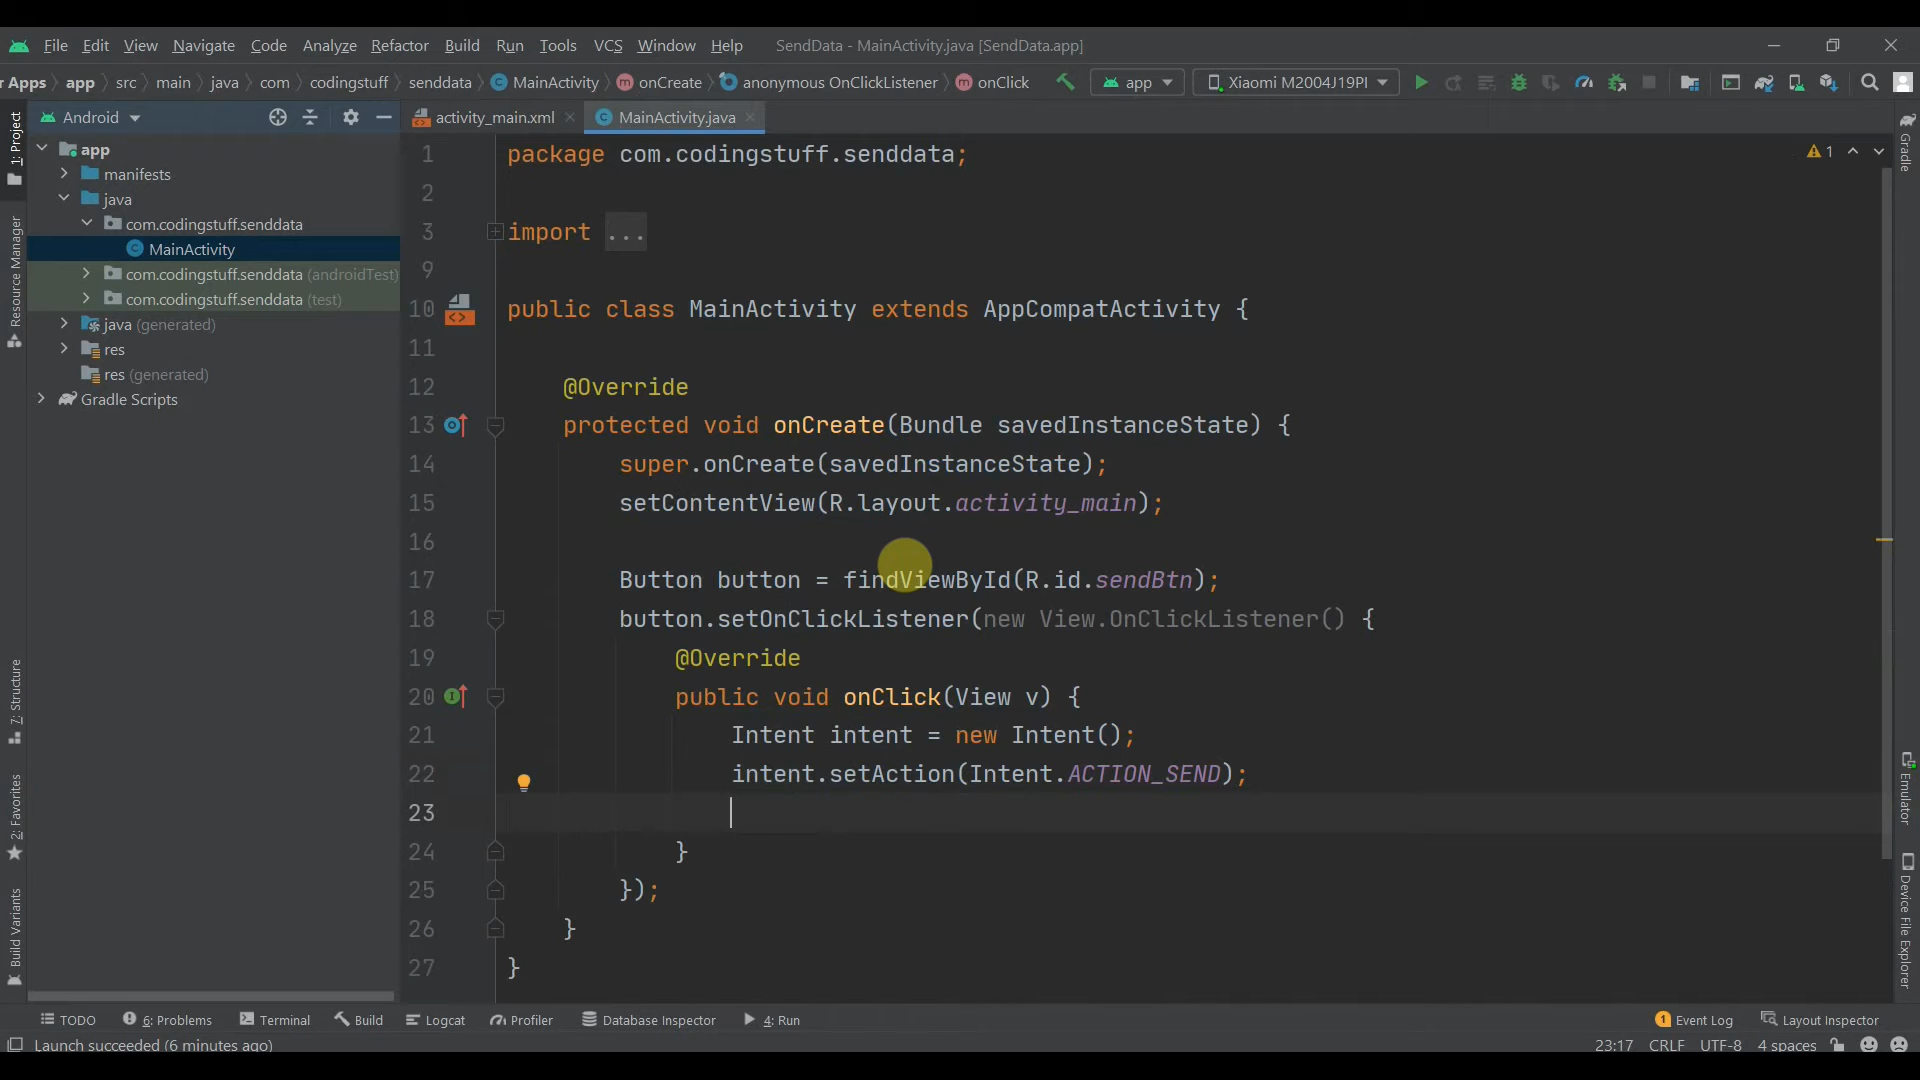 File Edit View Navigate Code Analyze Refactor Build Run Tools VCS Window Help SendData - MainActivity.java [SendData.app]
r Apps app src main java com codingstuff senddata MainActivity onCreate anonymous OnClickListener onClick app Xiaomi M2004J19PI
1: Project
Resource Manager
7: Structure
2: Favorites
Build Variants
Android
app
manifests
java
com.codingstuff.senddata
MainActivity
com.codingstuff.senddata (androidTest)
com.codingstuff.senddata (test)
java (generated)
res
res (generated)
Gradle Scripts
activity_main.xml MainActivity.java
1 package com.codingstuff.senddata;
2
3 import ...
9
10 public class MainActivity extends AppCompatActivity {
11
12 @Override
13 protected void onCreate(Bundle savedInstanceState) {
14 super.onCreate(savedInstanceState);
15 setContentView(R.layout.activity_main);
16
17 Button button = findViewById(R.id.sendBtn);
18 button.setOnClickListener(new View.OnClickListener() {
19 @Override
20 public void onClick(View v) {
21 Intent intent = new Intent();
22 intent.setAction(Intent.ACTION_SEND);
23
24 }
25 });
26 }
27 }
1
Gradle
Emulator
Device File Explorer
TODO 6: Problems Terminal Build Logcat Profiler Database Inspector 4: Run 1 Event Log Layout Inspector
Launch succeeded (6 minutes ago) 23:17 CRLF UTF-8 4 spaces